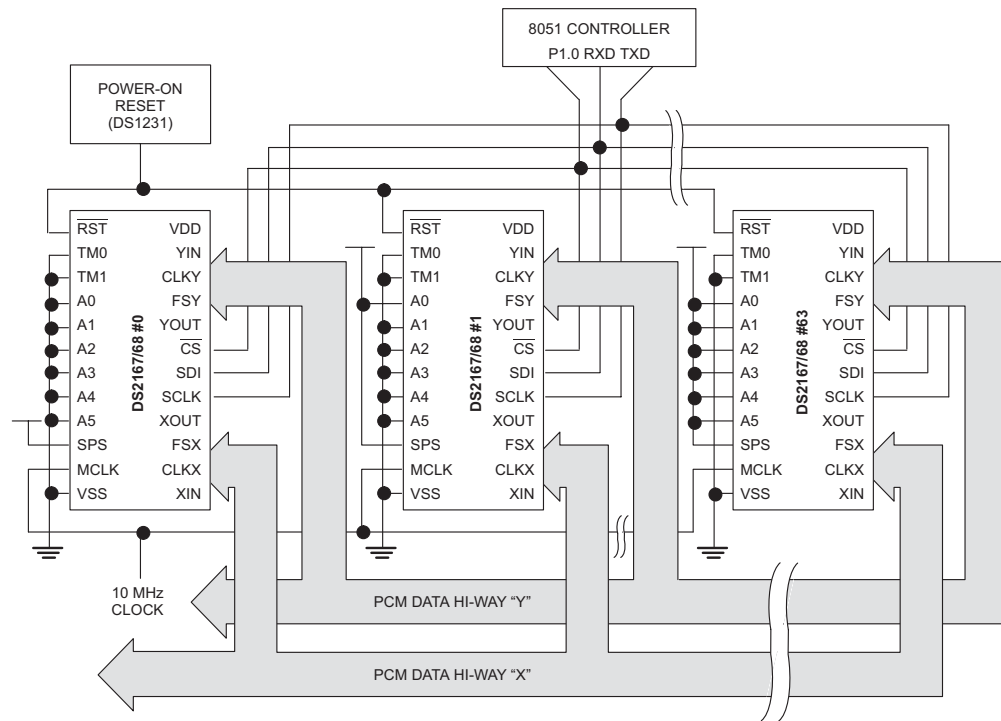 8051 CONTROLLER
P1.0 RXD TXD
POWER-ON
RESET
(DS1231)
RST VDD
TM0 YIN
TM1 CLKY
A0 FSY
A1 YOUT
A2 CS
A3 SDI
A4 SCLK
A5 XOUT
SPS FSX
MCLK CLKX
VSS XIN
DS2167/68 #0
RST VDD
TM0 YIN
TM1 CLKY
A0 FSY
A1 YOUT
A2 CS
A3 SDI
A4 SCLK
A5 XOUT
SPS FSX
MCLK CLKX
VSS XIN
DS2167/68 #1
RST VDD
TM0 YIN
TM1 CLKY
A0 FSY
A1 YOUT
A2 CS
A3 SDI
A4 SCLK
A5 XOUT
SPS FSX
MCLK CLKX
VSS XIN
DS2167/68 #63
10 MHz
CLOCK
PCM DATA HI-WAY “Y”
PCM DATA HI-WAY “X”